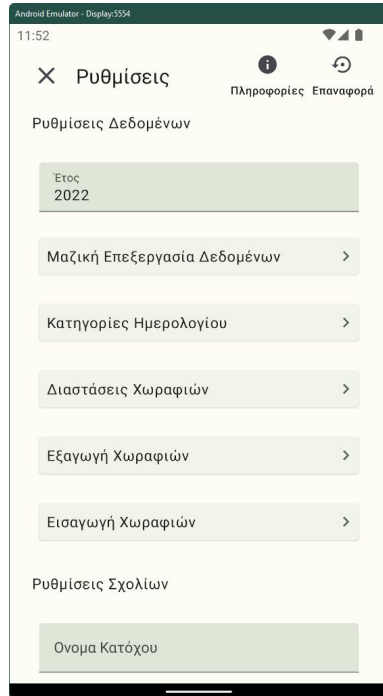 Android Emulator - Display:5554
11:52
Ρυθμίσεις
Πληροφορίες Επαναφορά
Ρυθμίσεις Δεδομένων
Έτος
2022
Μαζική Επεξεργασία Δεδομένων
Κατηγορίες Ημερολογίου
Διαστάσεις Χωραφιών
Εξαγωγή Χωραφιών
Εισαγωγή Χωραφιών
Ρυθμίσεις Σχολίων
Ονομα Κατόχου